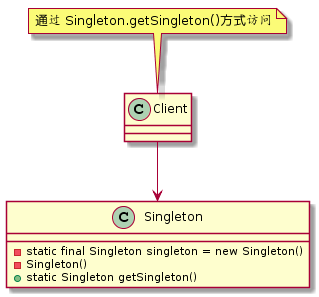 通过 Singleton.getSingleton()方式访问
C Client
C Singleton
static final Singleton singleton = new Singleton()
Singleton()
static Singleton getSingleton()